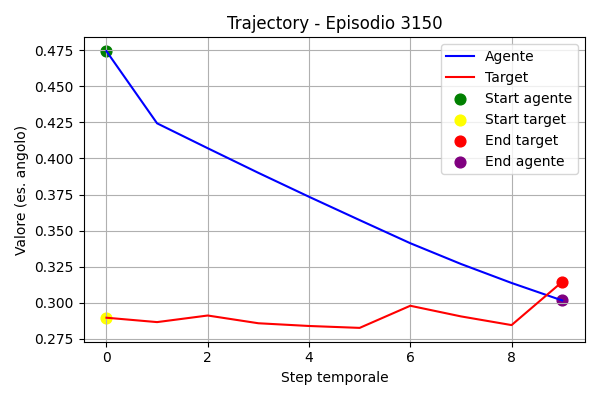 Trajectory - Episodio 3150
Valore (es. angolo)
0.475
0.450
0.425
0.400
0.375
0.350
0.325
0.300
0.275
Agente
Target
Start agente
Start target
End target
End agente
0
2
4
6
8
Step temporale